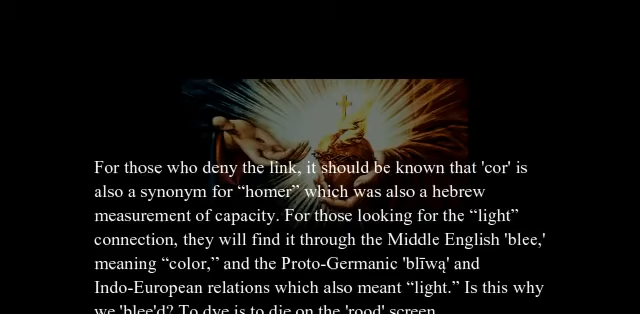 For those who deny the link, it should be known that 'cor' is
also a synonym for “homer” which was also a hebrew
measurement of capacity. For those looking for the “light”
connection, they will find it through the Middle English 'blee,'
meaning “color,” and the Proto-Germanic 'blīwą' and
Indo-European relations which also meant “light.” Is this why
we 'blee'd? To dye is to die on the 'rood' screen.